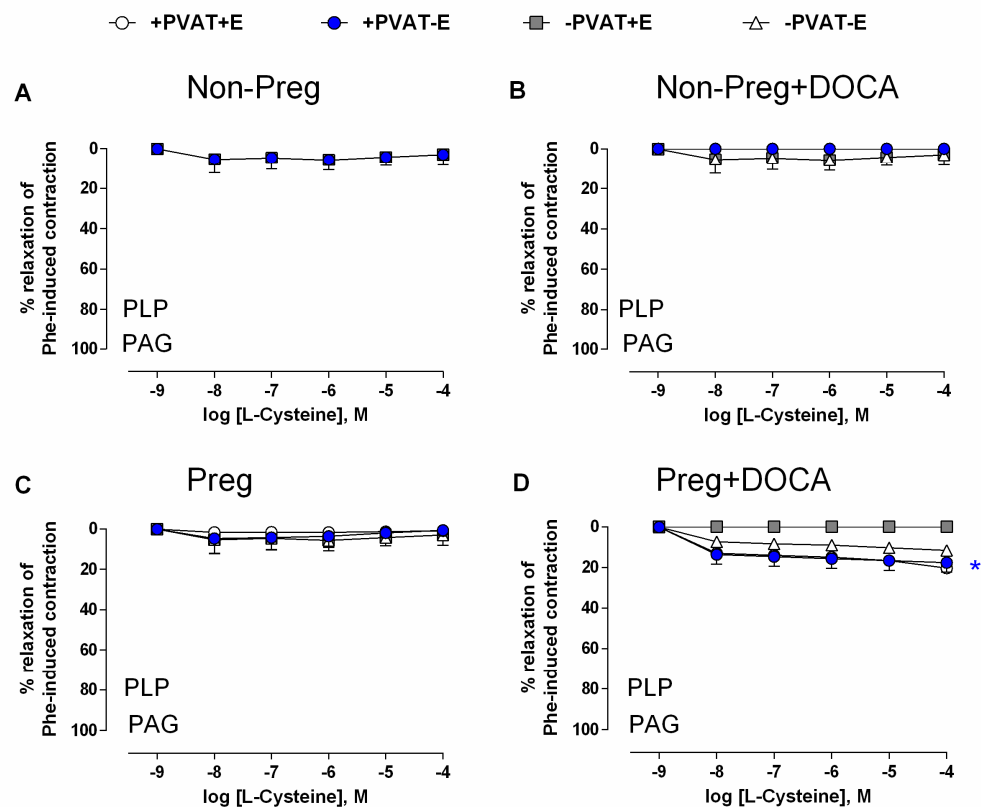 +PVAT+E +PVAT-E -PVAT+E -PVAT-E
A Non-Preg
% relaxation of
Phe-induced contraction
0
20
40
60
80
100
PLP
PAG
-9 -8 -7 -6 -5 -4
log [L-Cysteine], M
B Non-Preg+DOCA
% relaxation of
Phe-induced contraction
0
20
40
60
80
100
PLP
PAG
-9 -8 -7 -6 -5 -4
log [L-Cysteine], M
C Preg
% relaxation of
Phe-induced contraction
0
20
40
60
80
100
PLP
PAG
-9 -8 -7 -6 -5 -4
log [L-Cysteine], M
D Preg+DOCA
% relaxation of
Phe-induced contraction
0
20
40
60
80
100
*
PLP
PAG
-9 -8 -7 -6 -5 -4
log [L-Cysteine], M